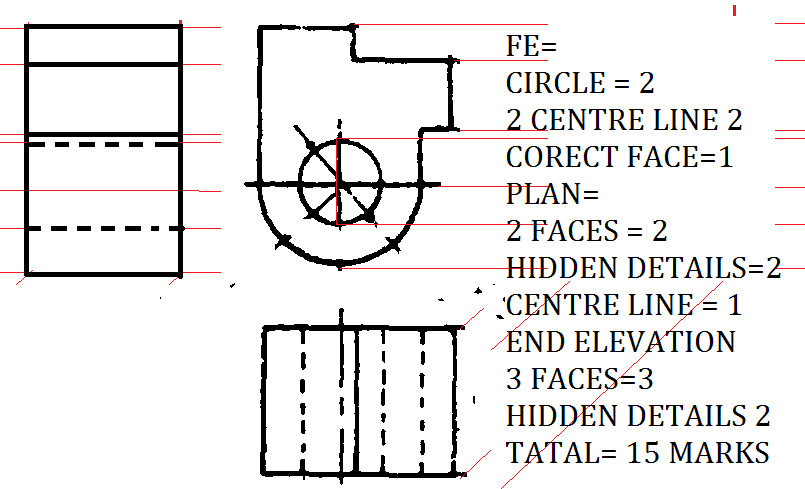 FE=
CIRCLE = 2
2 CENTRE LINE 2
CORECT FACE=1
PLAN=
2 FACES = 2
HIDDEN DETAILS=2
CENTRE LINE = 1
END ELEVATION
3 FACES=3
HIDDEN DETAILS 2
TATAL= 15 MARKS